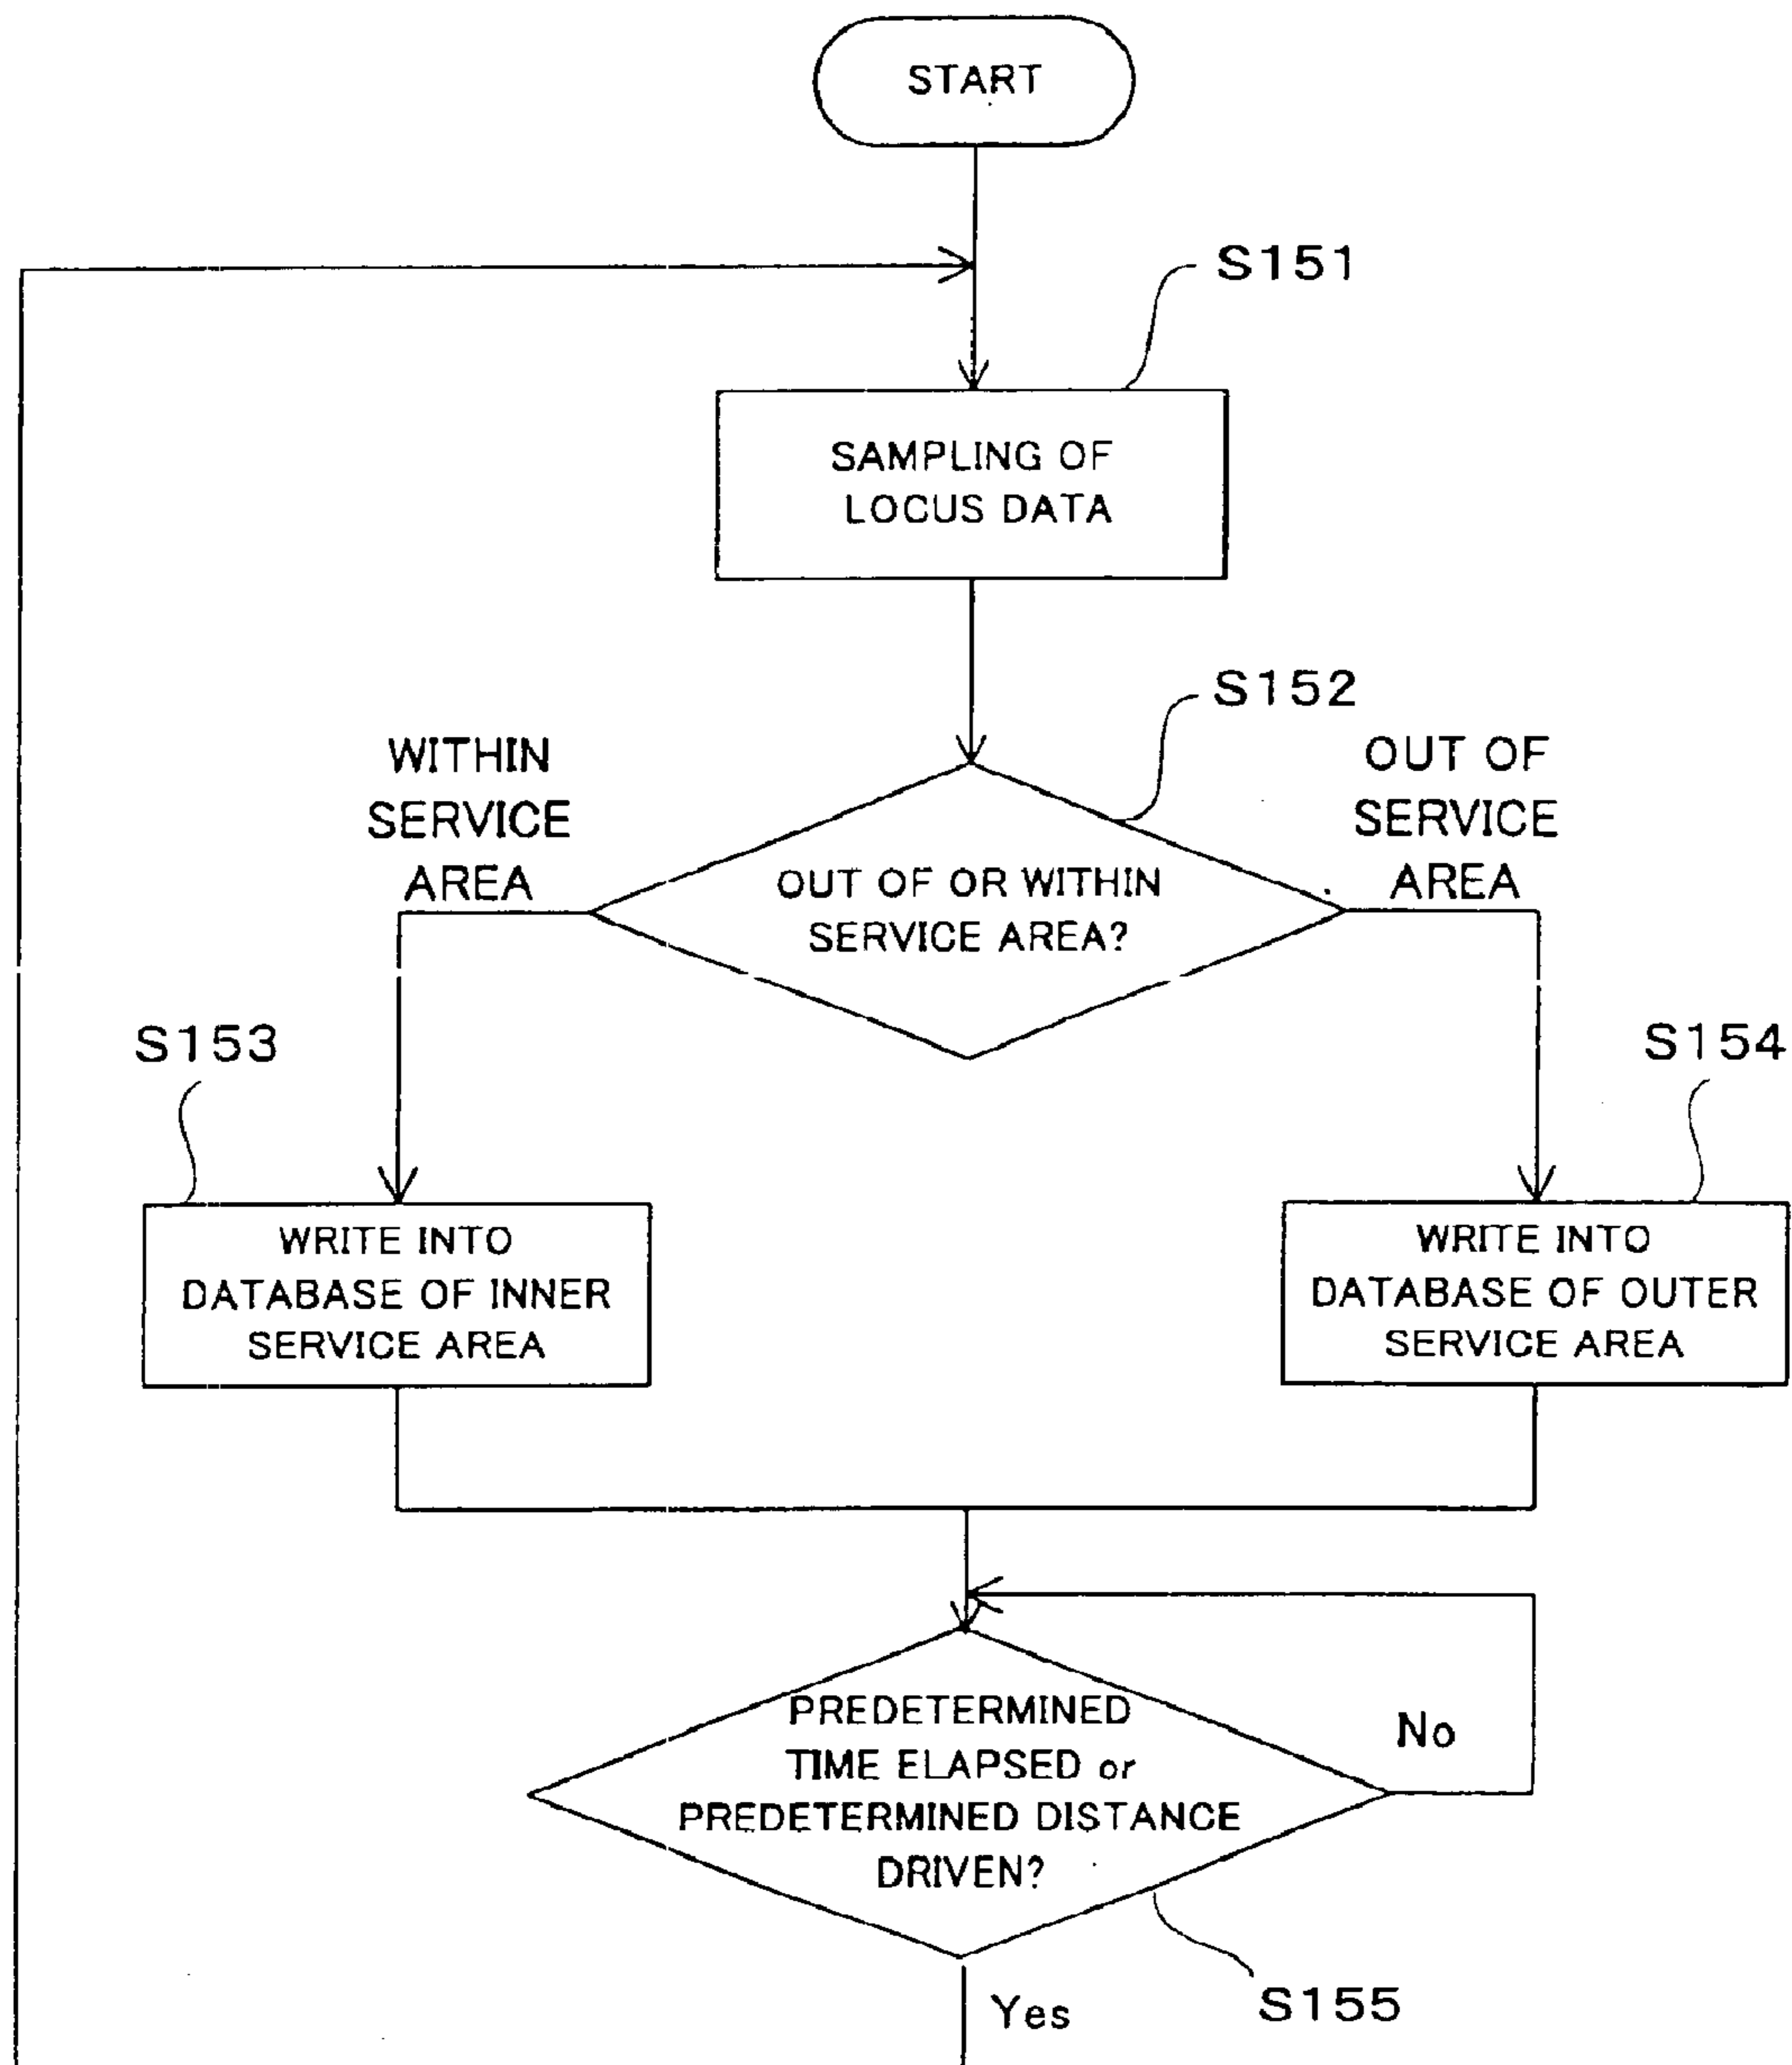 START
S151
SAMPLING OF
LOCUS DATA
S152
WITHIN
SERVICE
AREA
OUT OF
SERVICE
AREA
OUT OF OR WITHIN
SERVICE AREA?
S153
S154
WRITE INTO
DATABASE OF INNER
SERVICE AREA
WRITE INTO
DATABASE OF OUTER
SERVICE AREA
PREDETERMINED
TIME ELAPSED or
PREDETERMINED DISTANCE
DRIVEN?
No
Yes
S155